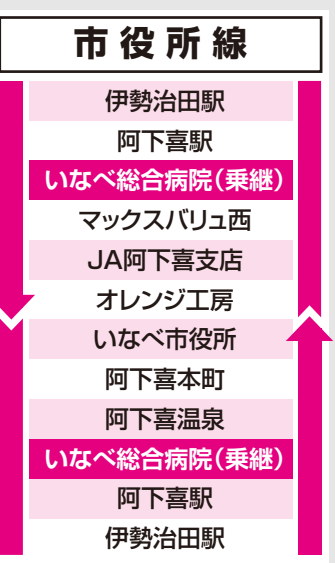 市役所線
伊勢治田駅
阿下喜駅
いなべ総合病院（乗継）
マックスバリュ西
JA阿下喜支店
オレンジ工房
いなべ市役所
阿下喜本町
阿下喜温泉
いなべ総合病院（乗継）
阿下喜駅
伊勢治田駅